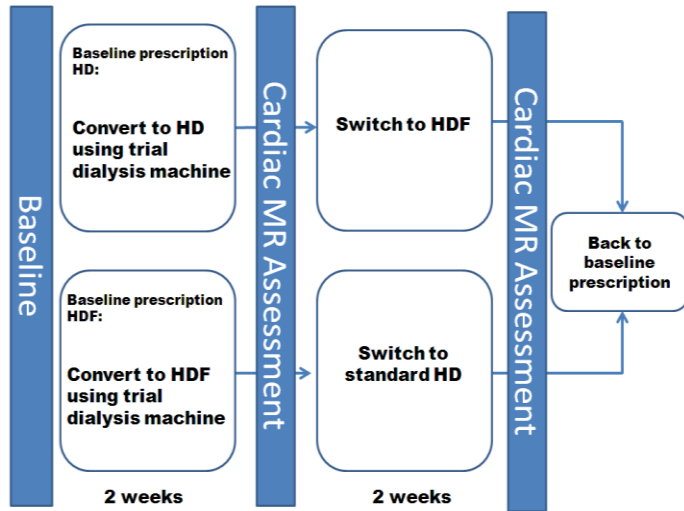 Baseline
Baseline prescription
HD:
Convert to HD
using trial
dialysis machine
Baseline prescription
HDF:
Convert to HDF
using trial
dialysis machine
2 weeks
Cardiac MR Assessment
Switch to HDF
Switch to
standard HD
2 weeks
Cardiac MR Assessment
Back to
baseline
prescription